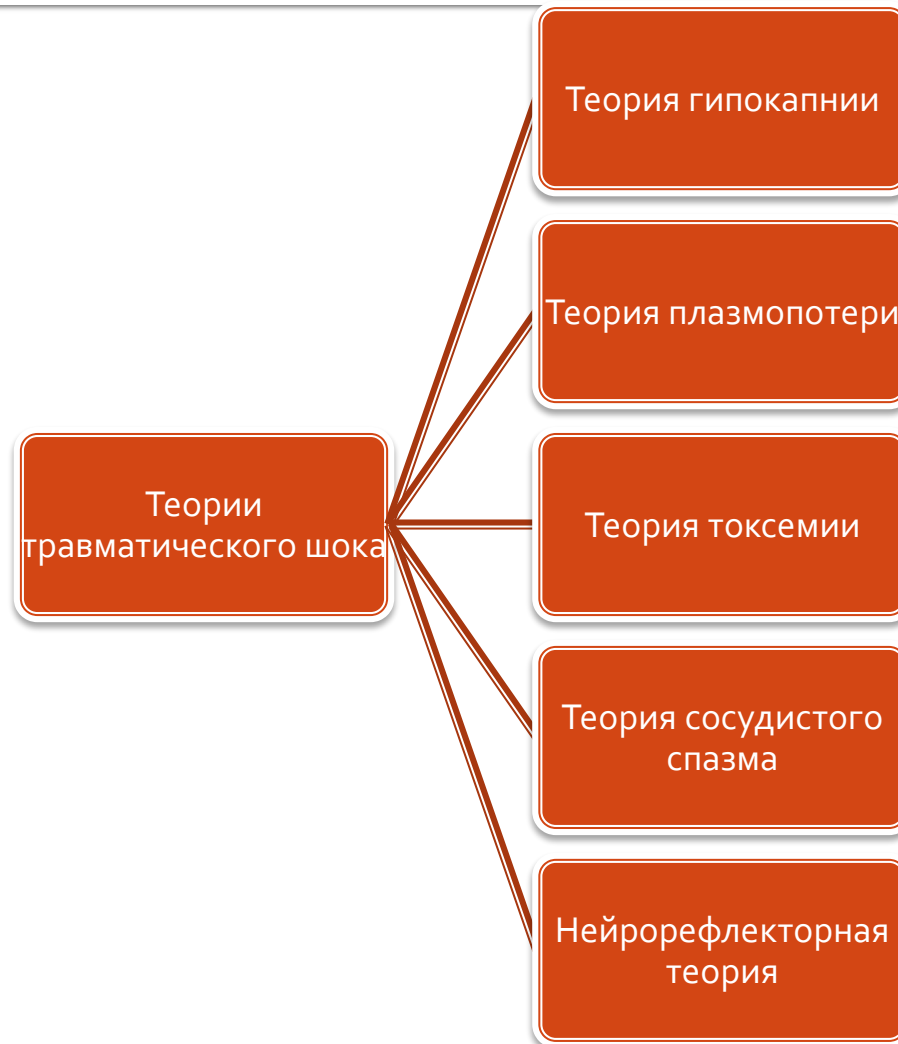 Теории
травматического шока
Теория гипокапнии
Теория плазмопотери
Теория токсемии
Теория сосудистого
спазма
Нейрорефлекторная
теория